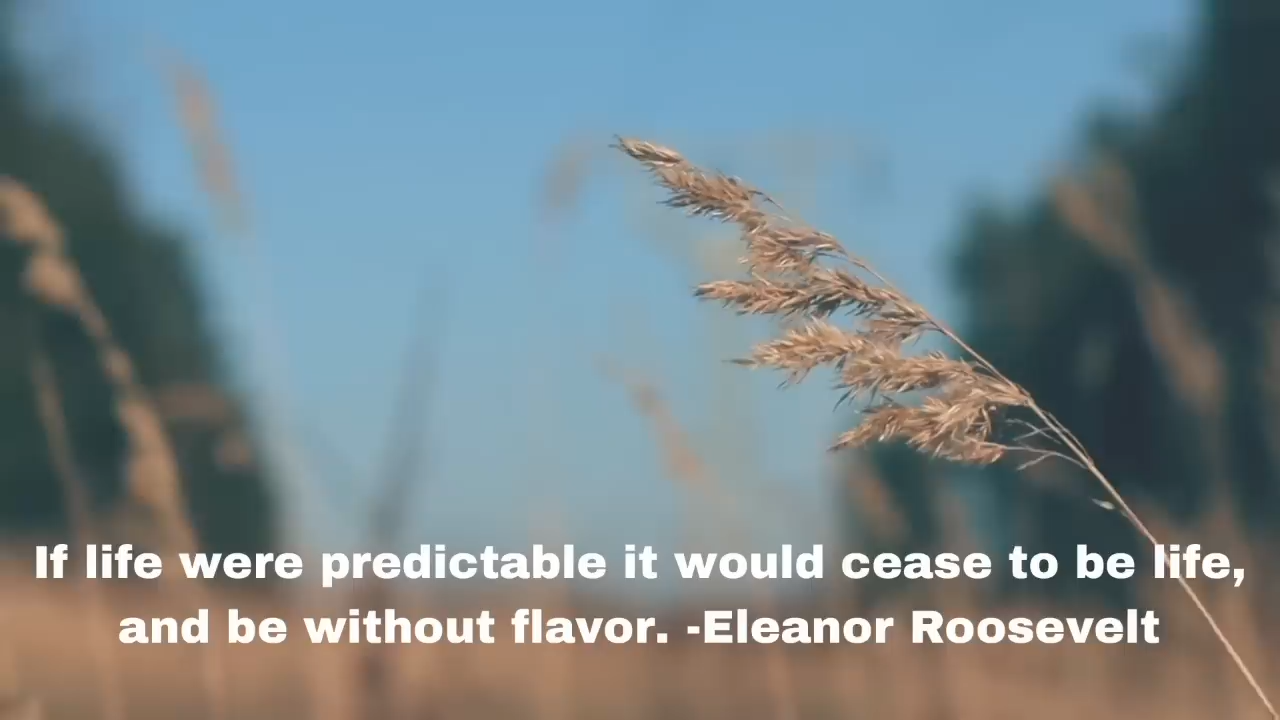 If life were predictable it would cease to be life,
and be without flavor. -Eleanor Roosevelt